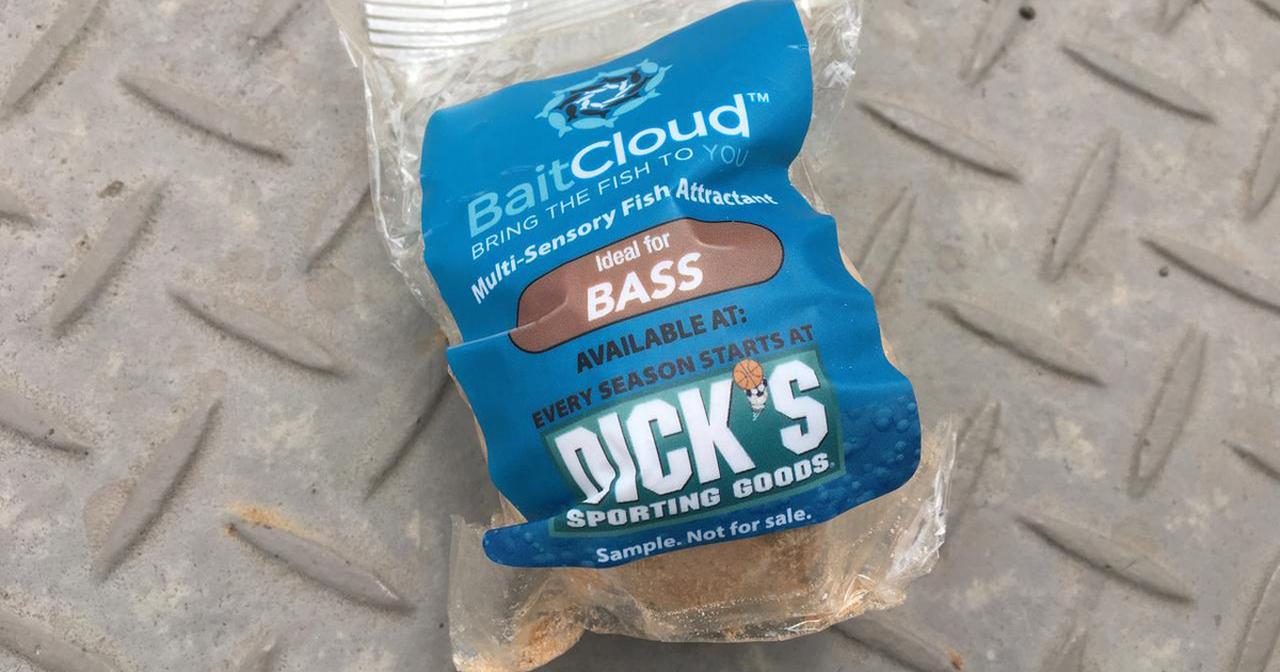 BaitCloud™
BRING THE FISH TO YOU
Multi-Sensory Fish Attractant
Ideal for
BASS
AVAILABLE AT:
EVERY SEASON STARTS AT
DICK'S
SPORTING GOODS®
Sample. Not for sale.